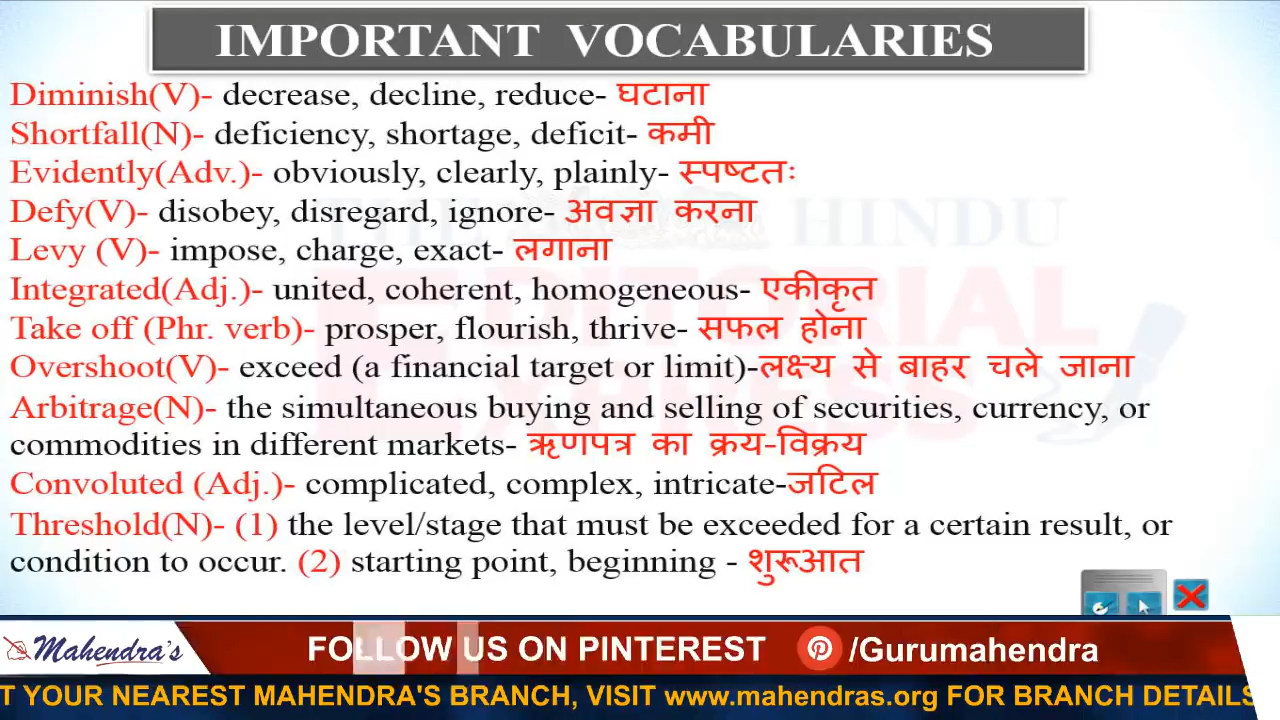 IMPORTANT VOCABULARIES
Diminish(V)- decrease, decline, reduce- घटाना
Shortfall(N)- deficiency, shortage, deficit- कमी
Evidently(Adv.)- obviously, clearly, plainly- स्पष्टतः
Defy(V)- disobey, disregard, ignore- अवज्ञा करना
Levy (V)- impose, charge, exact- लगाना
Integrated(Adj.)- united, coherent, homogeneous- एकीकृत
Take off (Phr. verb)- prosper, flourish, thrive- सफल होना
Overshoot(V)- exceed (a financial target or limit)-लक्ष्य से बाहर चले जाना
Arbitrage(N)- the simultaneous buying and selling of securities, currency, or
commodities in different markets- ऋणपत्र का क्रय-विक्रय
Convoluted (Adj.)- complicated, complex, intricate-जटिल
Threshold(N)- (1) the level/stage that must be exceeded for a certain result, or
condition to occur. (2) starting point, beginning - शुरूआत
THE HINDU
EDITORIAL
EXPRESS
Mahendra's
FOLLOW US ON PINTEREST /Gurumahendra
T YOUR NEAREST MAHENDRA'S BRANCH, VISIT www.mahendras.org FOR BRANCH DETAILS